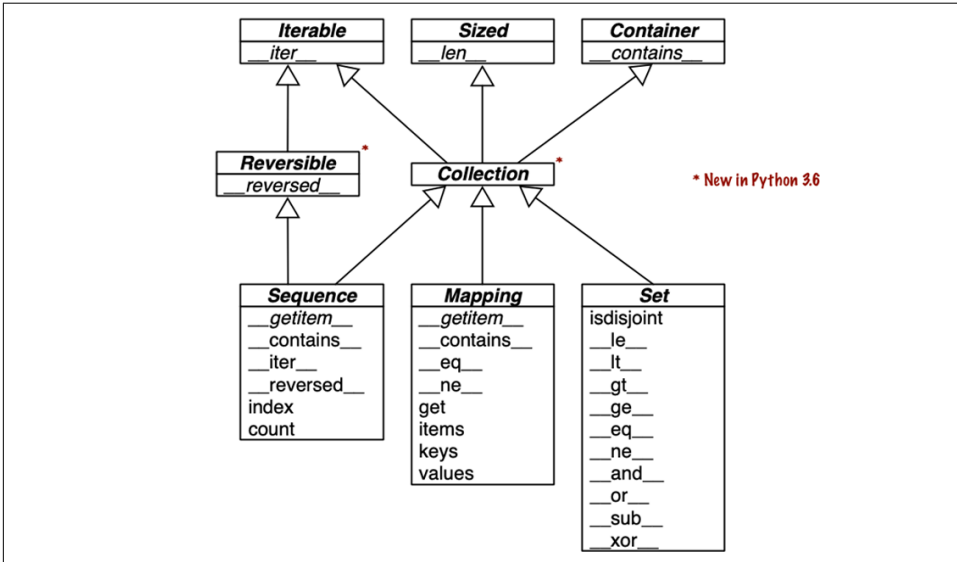 Iterable
__iter__
Sized
__len__
Container
__contains__
Reversible
*
__reversed__
Collection
*
* New in Python 3.6
Sequence
__getitem__
__contains__
__iter__
__reversed__
index
count
Mapping
__getitem__
__contains__
__eq__
__ne__
get
items
keys
values
Set
isdisjoint
__le__
__lt__
__gt__
__ge__
__eq__
__ne__
__and__
__or__
__sub__
__xor__